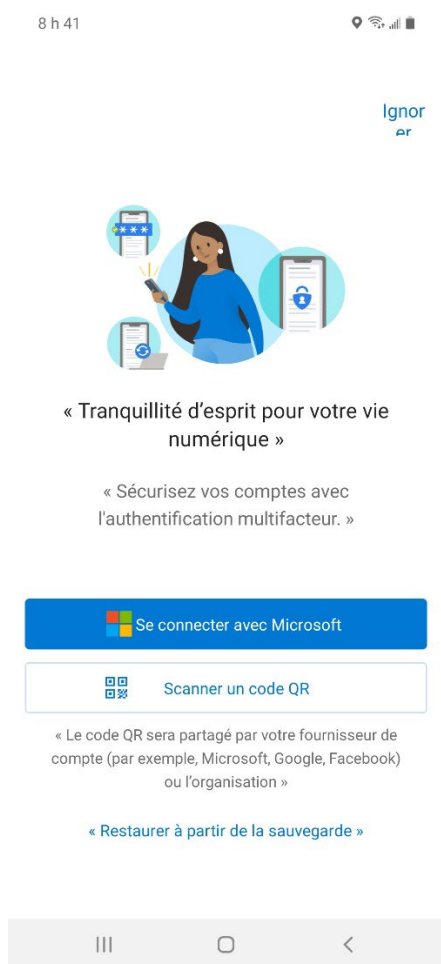 8 h 41
Ignor
er
****
« Tranquillité d'esprit pour votre vie
numérique »
« Sécurisez vos comptes avec
l'authentification multifacteur. »
Se connecter avec Microsoft
Scanner un code QR
« Le code QR sera partagé par votre fournisseur de
compte (par exemple, Microsoft, Google, Facebook)
ou l'organisation »
« Restaurer à partir de la sauvegarde »